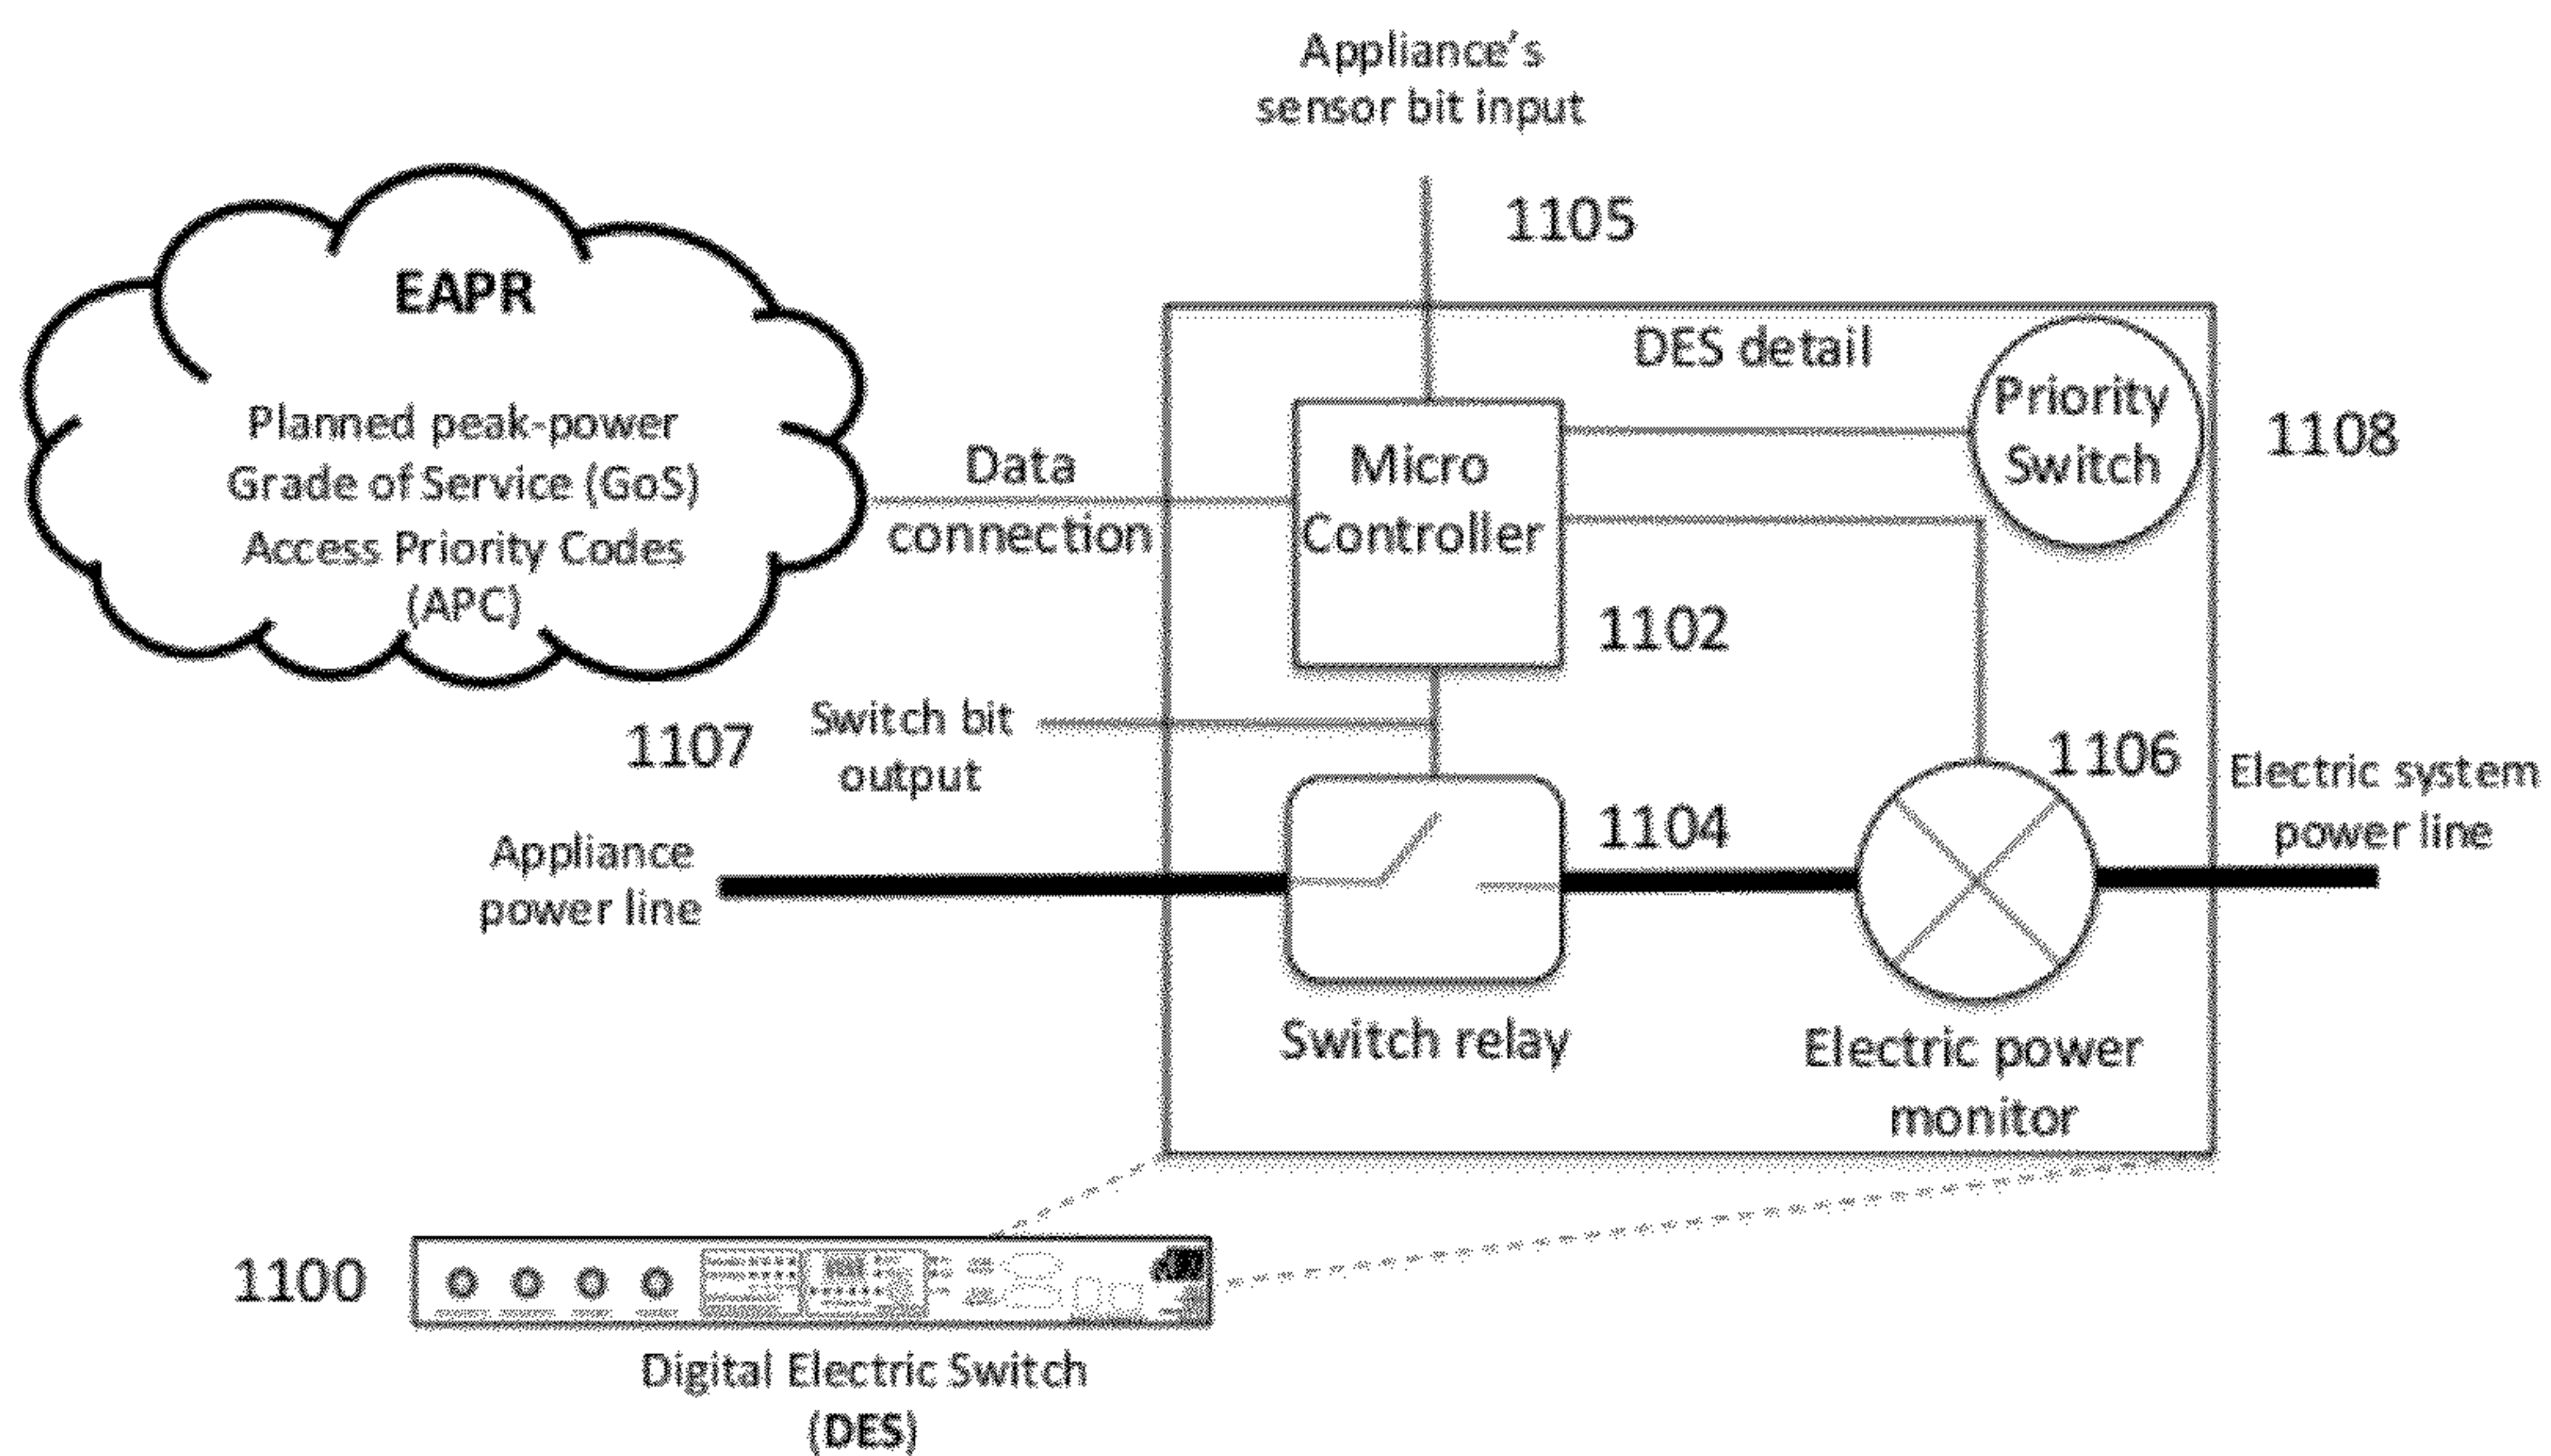 Appliance's
sensor bit input
1105
EAPR
Planned peak-power
Grade of Service (GoS)
Access Priority Codes
(APC)
1107
Data
connection
DES detail
Priority
Switch
1108
Micro
Controller
1102
Switch bit
output
1106
Electric system
power line
1104
Appliance
power line
Switch relay
Electric power
monitor
1100
Digital Electric Switch
(DES)